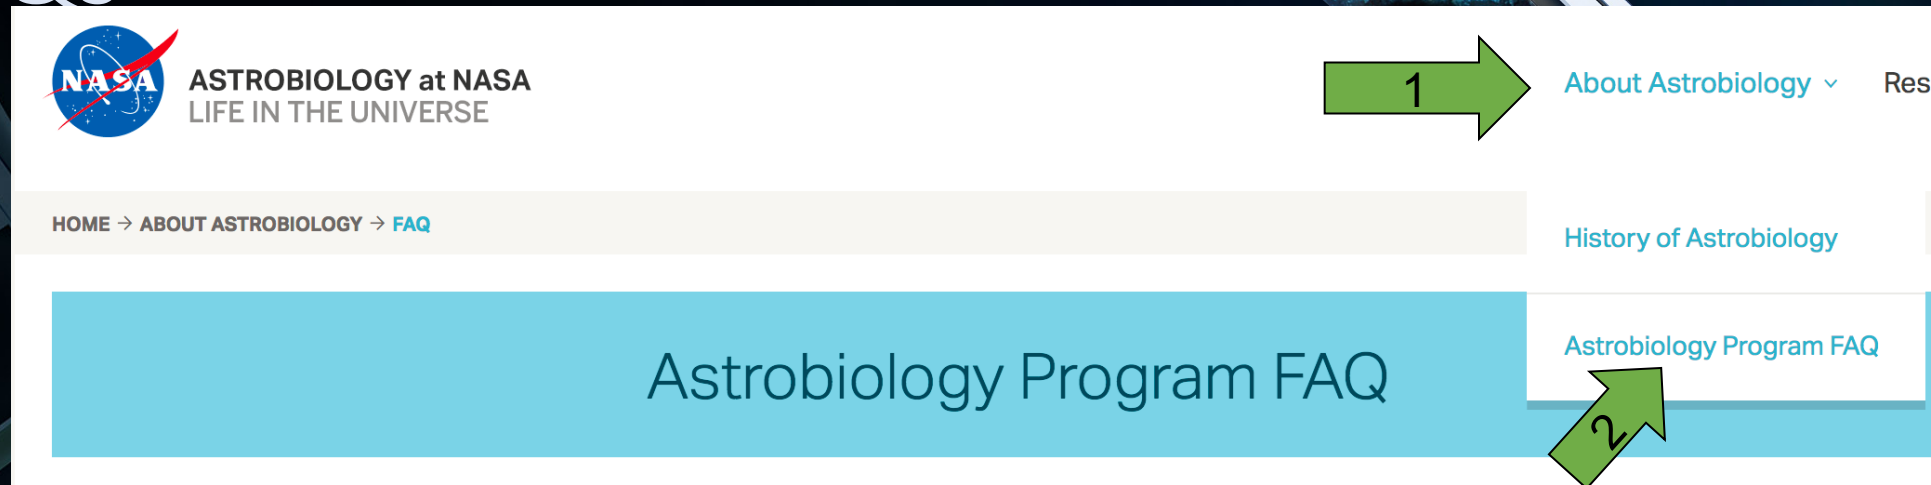 NASA
ASTROBIOLOGY at NASA
LIFE IN THE UNIVERSE
1
About Astrobiology
Res
HOME → ABOUT ASTROBIOLOGY → FAQ
History of Astrobiology
Astrobiology Program FAQ
Astrobiology Program FAQ
2